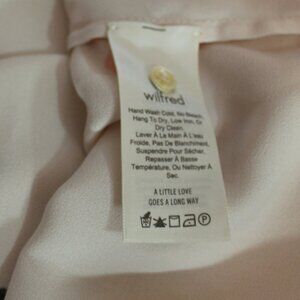 wilfred
Hand Wash Cold, No Bleach,
Hang To Dry, Low Iron, Or
Dry Clean.
Laver À La Main À L'eau
Froide, Pas De Blanchiment,
Suspendre Pour Sécher,
Repasser À Basse
Température, Ou Nettoyer À
Sec.
A LITTLE LOVE
GOES A LONG WAY
P